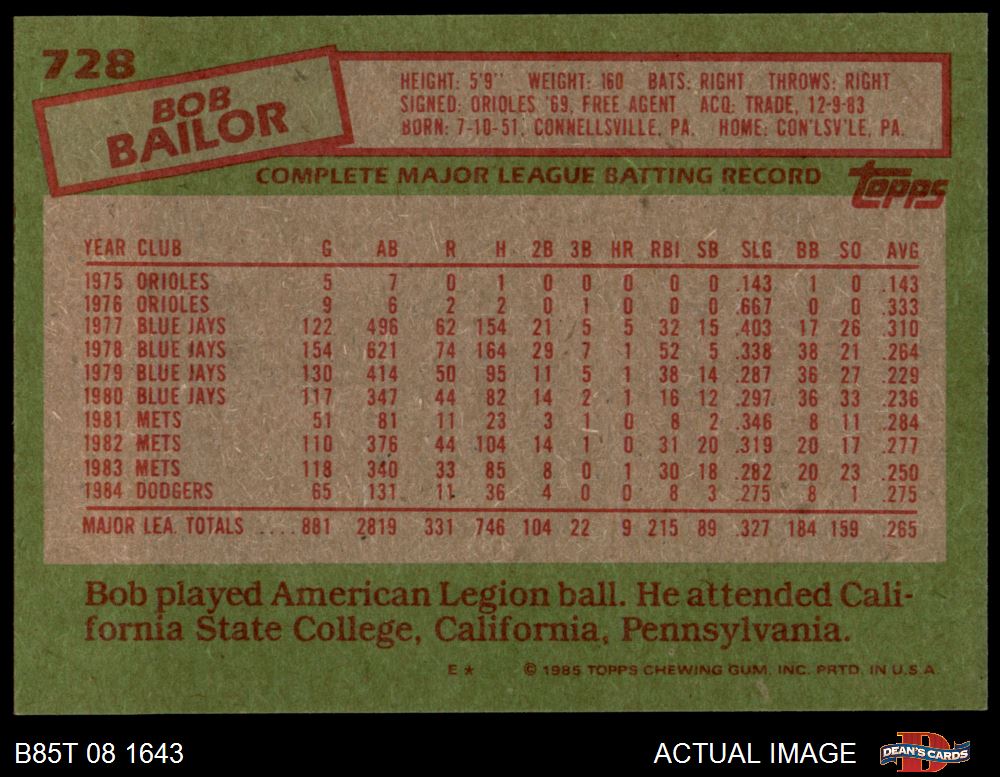 728
BOB
BAILOR
HEIGHT: 5'9" WEIGHT: 160 BATS: RIGHT THROWS: RIGHT
SIGNED: ORIOLES '69, FREE AGENT ACQ: TRADE, 12-9-83
BORN: 7-10-51, CONNELLSVILLE, PA. HOME: CON'LSV'LE, PA.
COMPLETE MAJOR LEAGUE BATTING RECORD
topps
YEAR CLUB G AB R H 2B 3B HR RBI SB SLG BB SO AVG
1975 ORIOLES 5 7 0 1 0 0 0 0 0 .143 1 0 .143
1976 ORIOLES 9 6 2 2 0 1 0 0 0 .667 0 0 .333
1977 BLUE JAYS 122 496 62 154 21 5 5 32 15 .403 17 26 .310
1978 BLUE JAYS 154 621 74 164 29 7 1 52 5 .338 38 21 .264
1979 BLUE JAYS 130 414 50 95 11 5 1 38 14 .287 36 27 .229
1980 BLUE JAYS 117 347 44 82 14 2 1 16 12 .297 36 33 .236
1981 METS 51 81 11 23 3 1 0 8 2 .346 8 11 .284
1982 METS 110 376 44 104 14 1 0 31 20 .319 20 17 .277
1983 METS 118 340 33 85 8 0 1 30 18 .282 20 23 .250
1984 DODGERS 65 131 11 36 4 0 0 8 3 .275 8 1 .275
MAJOR LEA. TOTALS .... 881 2819 331 746 104 22 9 215 89 .327 184 159 .265
Bob played American Legion ball. He attended Cali-
fornia State College, California, Pennsylvania.
E * © 1985 TOPPS CHEWING GUM, INC. PRTD. IN U.S.A.
B85T 08 1643 ACTUAL IMAGE DEAN'S CARDS